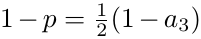 1 − p = ½(1 − a₃)